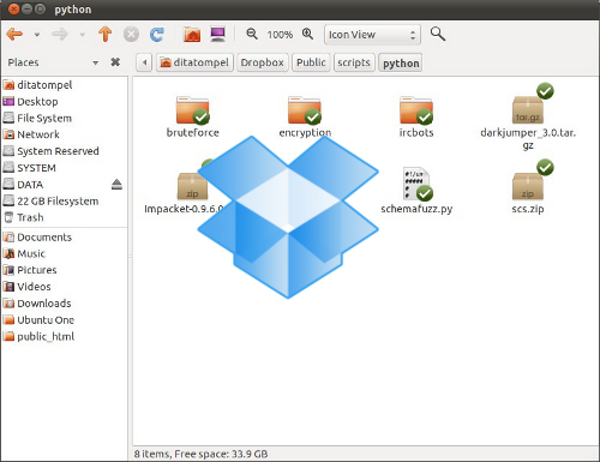 python
100%
Icon View
Places
ditatompel
Dropbox
Public
scripts
python
ditatompel
Desktop
File System
Network
System Reserved
SYSTEM
DATA
22 GB Filesystem
Trash
Documents
Music
Pictures
Videos
Downloads
Ubuntu One
public_html
bruteforce
encryption
ircbots
darkjumper_3.0.tar.
gz
tar.gz
zip
Impacket-0.9.6.0
#!/us
####
schemafuzz.py
zip
scs.zip
8 items, Free space: 33.9 GB